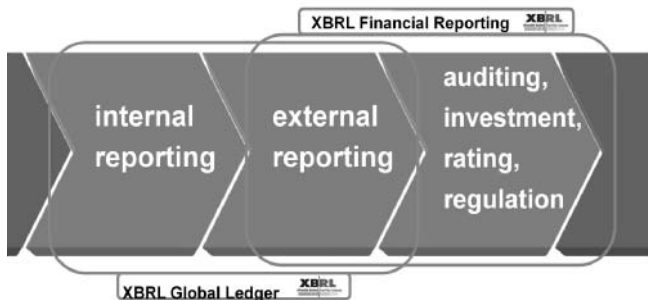 XBRL Financial Reporting XBRL
internal
reporting
external
reporting
auditing,
investment,
rating,
regulation
XBRL Global Ledger XBRL